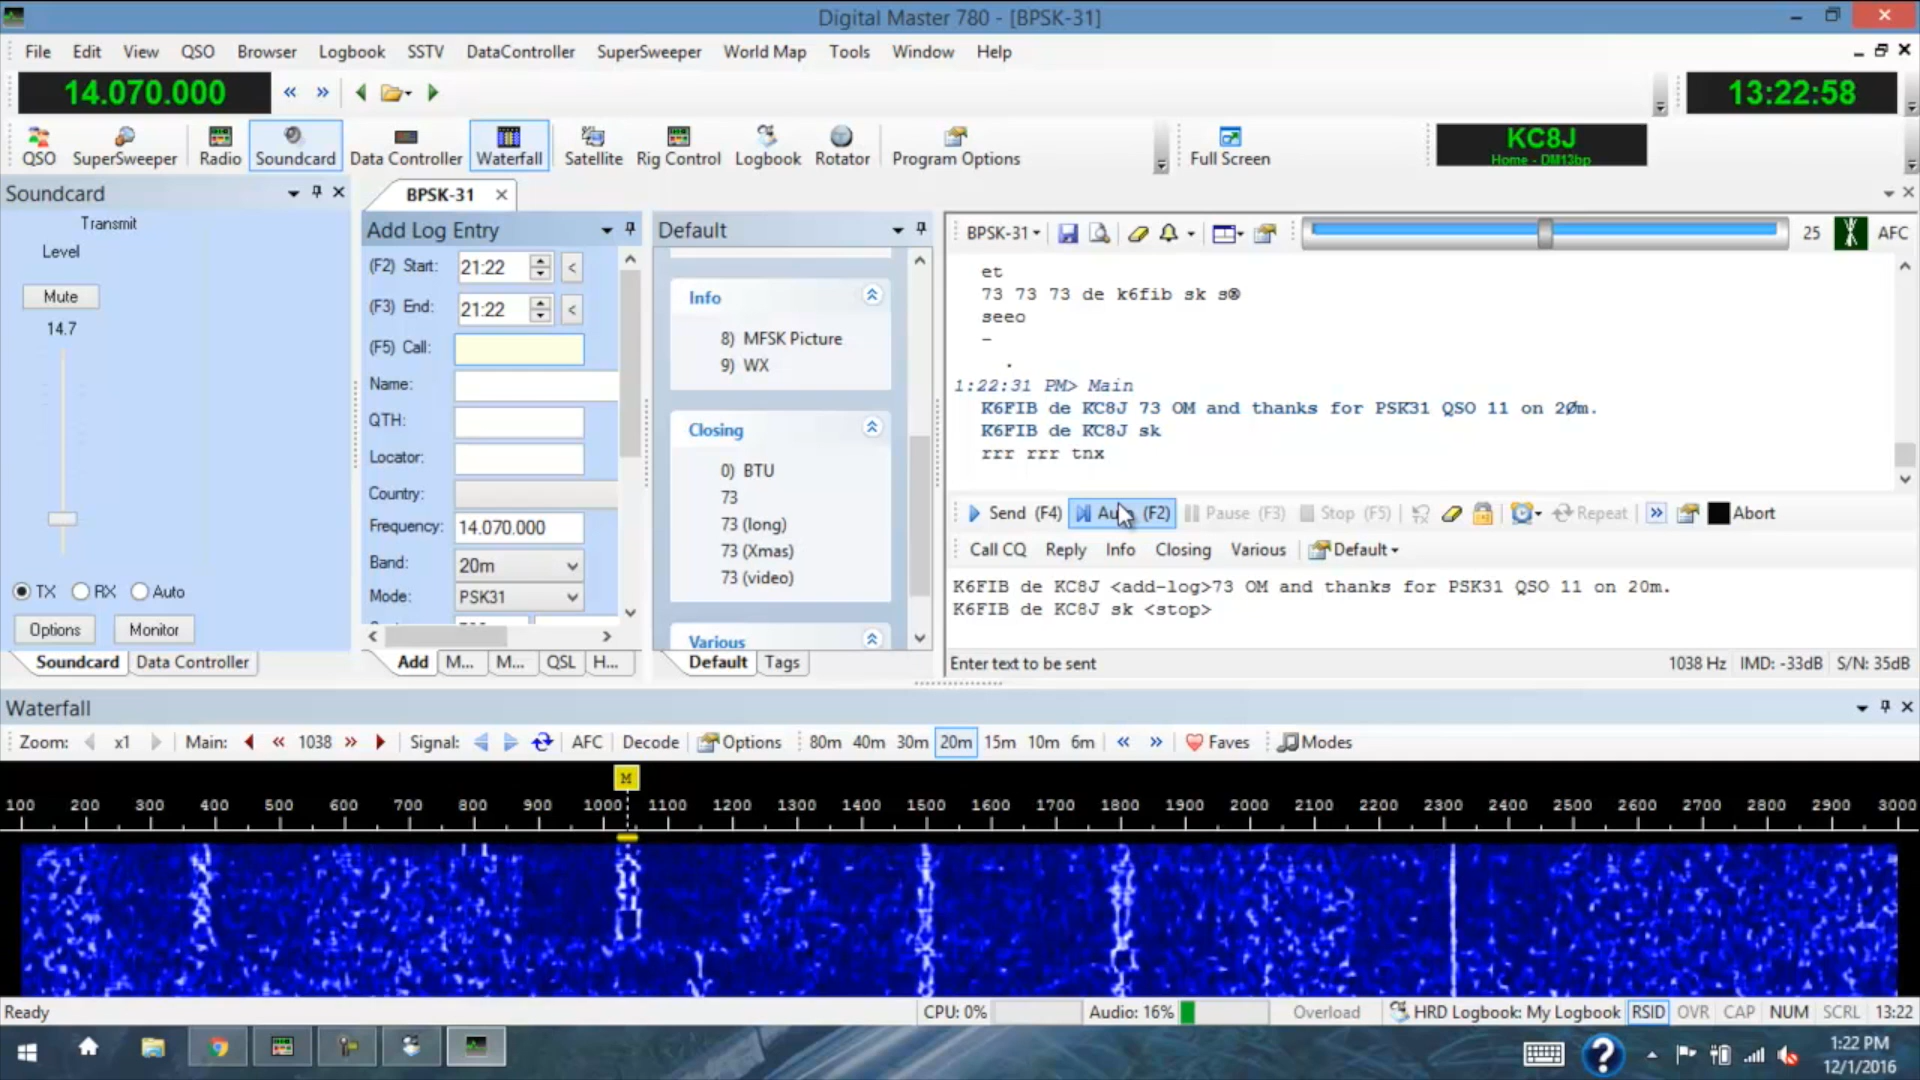 Digital Master 780 - [BPSK-31]
File Edit View QSO Browser Logbook SSTV DataController SuperSweeper World Map Tools Window Help
14.070.000
13:22:58
QSO SuperSweeper Radio Soundcard Data Controller Waterfall Satellite Rig Control Logbook Rotator Program Options Full Screen
KC8J
Home - DM13bp
Soundcard
Transmit
Level
Mute
14.7
TX RX Auto
Options Monitor
Soundcard Data Controller
BPSK-31
Add Log Entry
(F2) Start: 21:22 <
(F3) End: 21:22 <
(F5) Call:
Name:
QTH:
Locator:
Country:
Frequency: 14.070.000
Band: 20m
Mode: PSK31
Add M... M... QSL H...
Default
Info
8) MFSK Picture
9) WX
Closing
0) BTU
73
73 (long)
73 (Xmas)
73 (video)
Various
Default Tags
BPSK-31 25 AFC
et
73 73 73 de k6fib sk s®
seeo
-
.
1:22:31 PM> Main
K6FIB de KC8J 73 OM and thanks for PSK31 QSO 11 on 2Øm.
K6FIB de KC8J sk
rrr rrr tnx
Send (F4) (F2) Pause (F3) Stop (F5) Repeat Abort
Call CQ Reply Info Closing Various Default
K6FIB de KC8J <add-log>73 OM and thanks for PSK31 QSO 11 on 20m.
K6FIB de KC8J sk <stop>
Enter text to be sent 1038 Hz IMD: -33dB S/N: 35dB
Waterfall
Zoom: x1 Main: 1038 Signal: AFC Decode Options 80m 40m 30m 20m 15m 10m 6m Faves Modes
M
100 200 300 400 500 600 700 800 900 1000 1100 1200 1300 1400 1500 1600 1700 1800 1900 2000 2100 2200 2300 2400 2500 2600 2700 2800 2900 3000
Ready CPU: 0% Audio: 16% Overload HRD Logbook: My Logbook RSID OVR CAP NUM SCRL 13:22
1:22 PM
12/1/2016